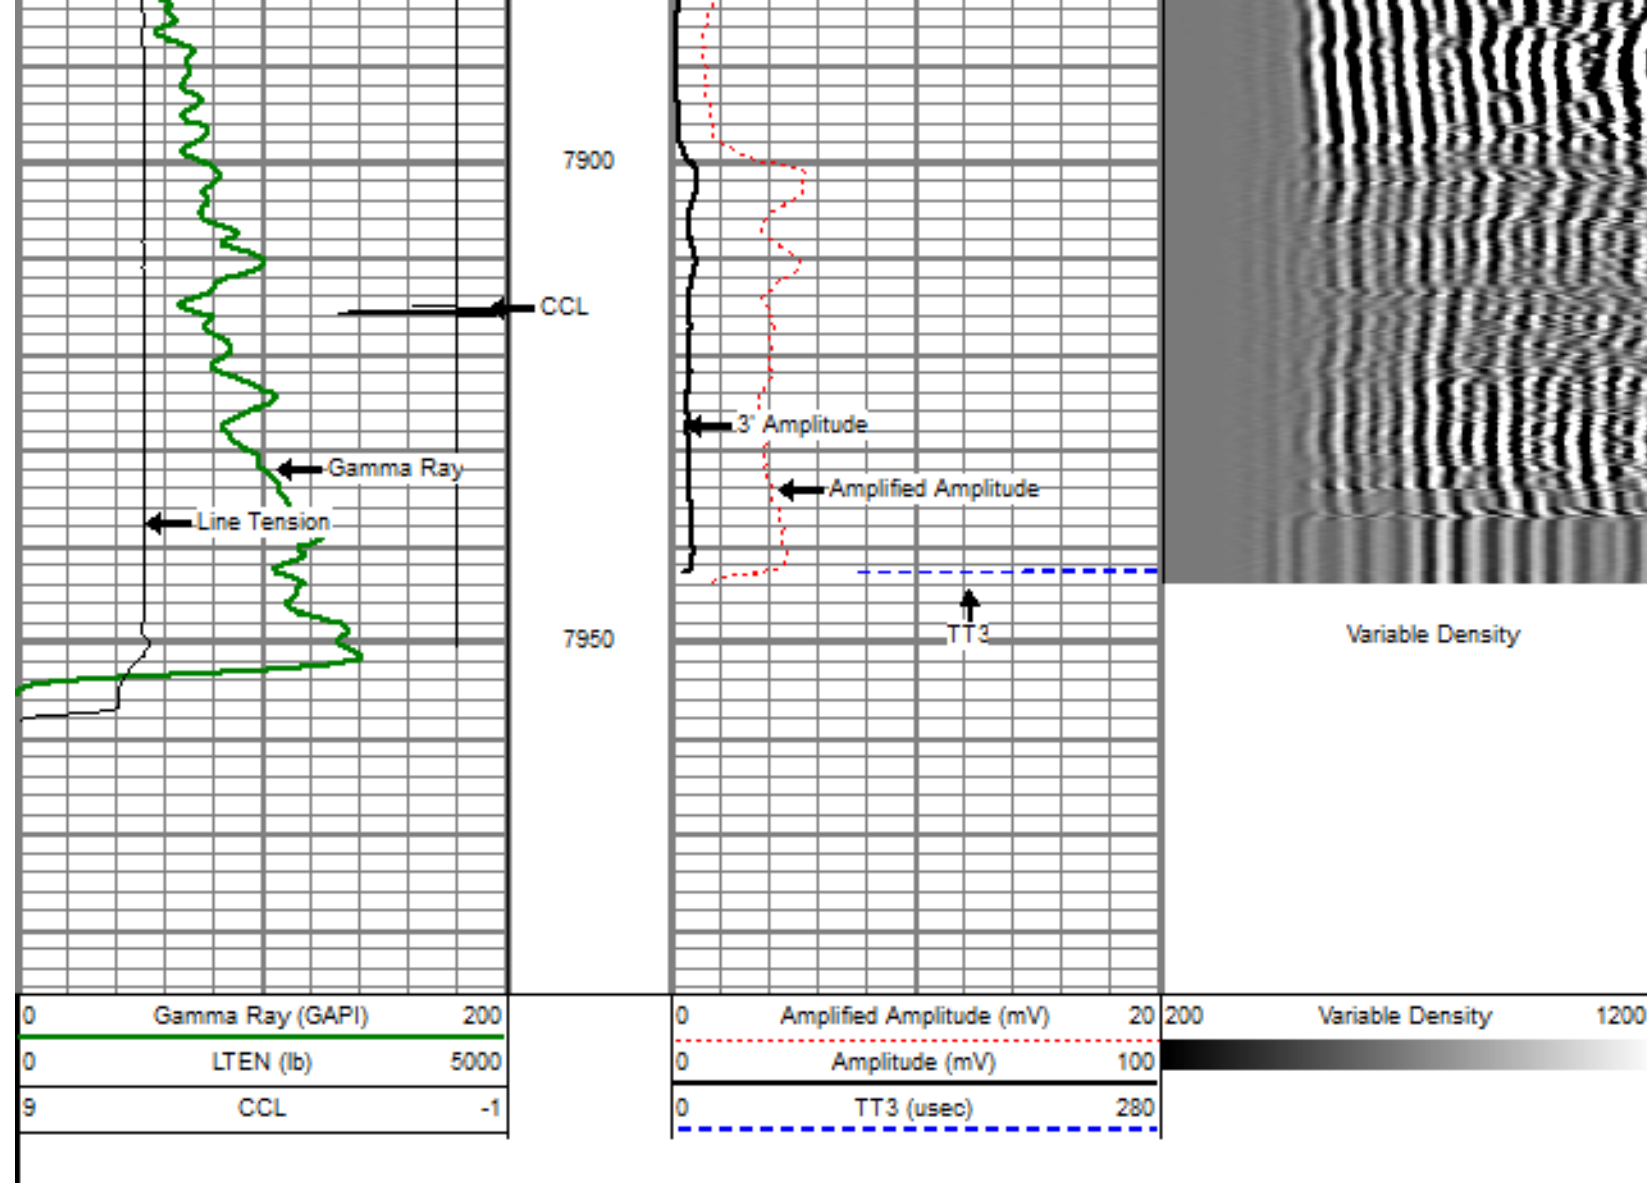 7900
CCL
3' Amplitude
Gamma Ray
Amplified Amplitude
Line Tension
TT3
7950
Variable Density
0 Gamma Ray (GAPI) 200
0 LTEN (lb) 5000
9 CCL -1
0 Amplified Amplitude (mV) 20
0 Amplitude (mV) 100
0 TT3 (usec) 280
200 Variable Density 1200